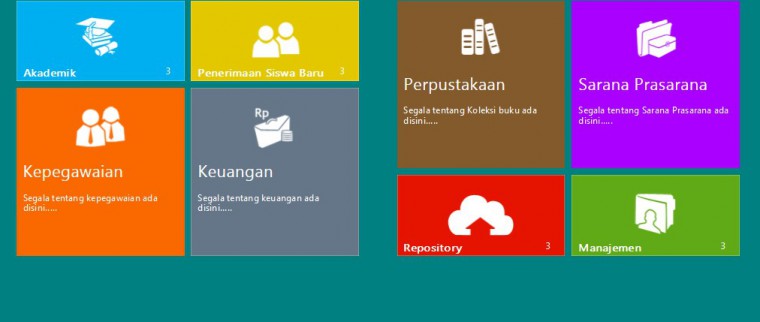 Akademik 3
Penerimaan Siswa Baru 3
Rp
Kepegawaian
Segala tentang kepegawaian ada
disini.....
Keuangan
Segala tentang keuangan ada
disini.....
Perpustakaan
Segala tentang Koleksi buku ada
disini.....
Sarana Prasarana
Segala tentang Sarana Prasarana ada
disini.....
Repository 3
Manajemen 3